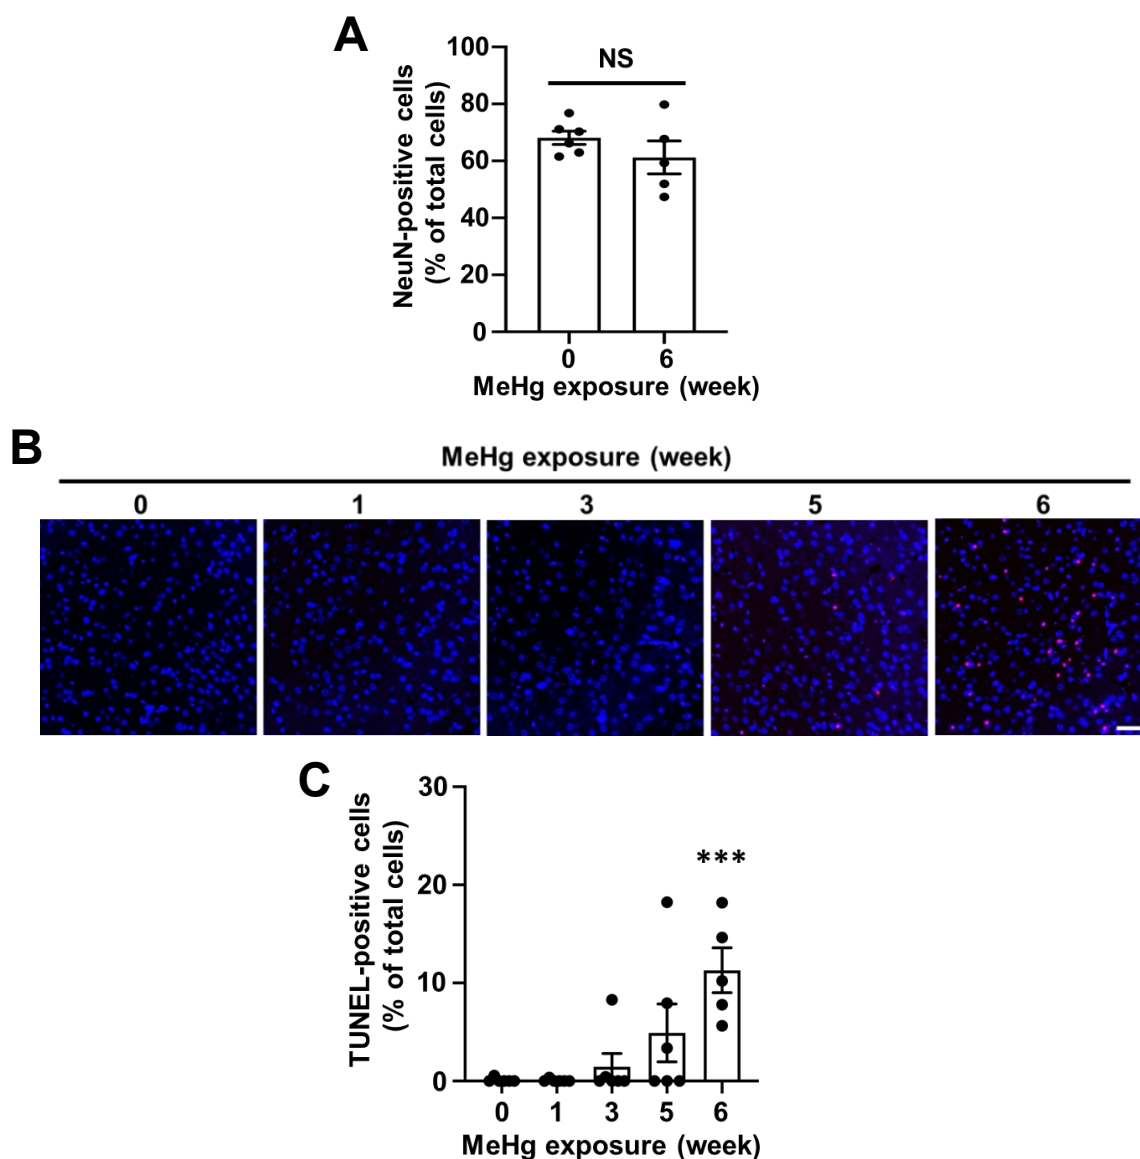 A
NeuN-positive cells
(% of total cells)
100
80
60
40
20
0
NS
0 6
MeHg exposure (week)
B
MeHg exposure (week)
0 1 3 5 6
C
TUNEL-positive cells
(% of total cells)
30
20
10
0
***
0 1 3 5 6
MeHg exposure (week)